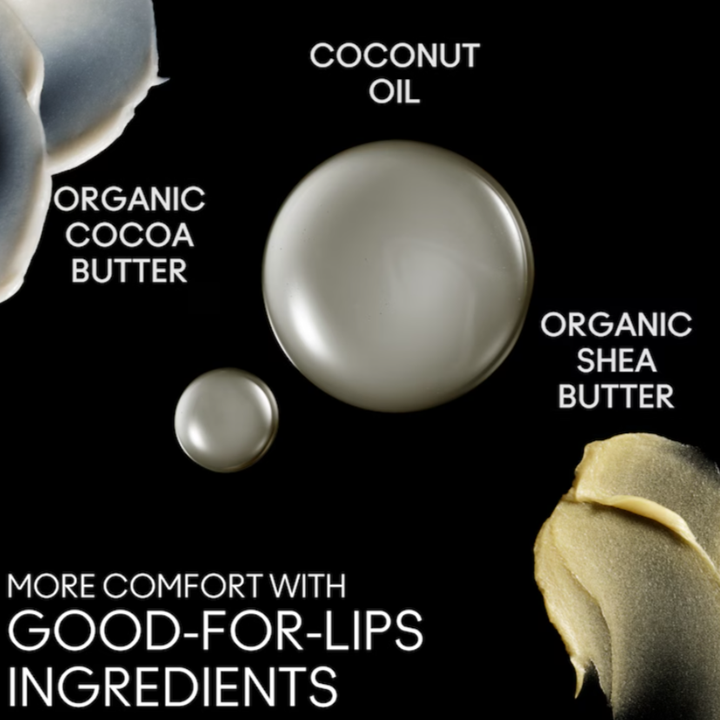 COCONUT
OIL
ORGANIC
COCOA
BUTTER
ORGANIC
SHEA
BUTTER
MORE COMFORT WITH
GOOD-FOR-LIPS
INGREDIENTS